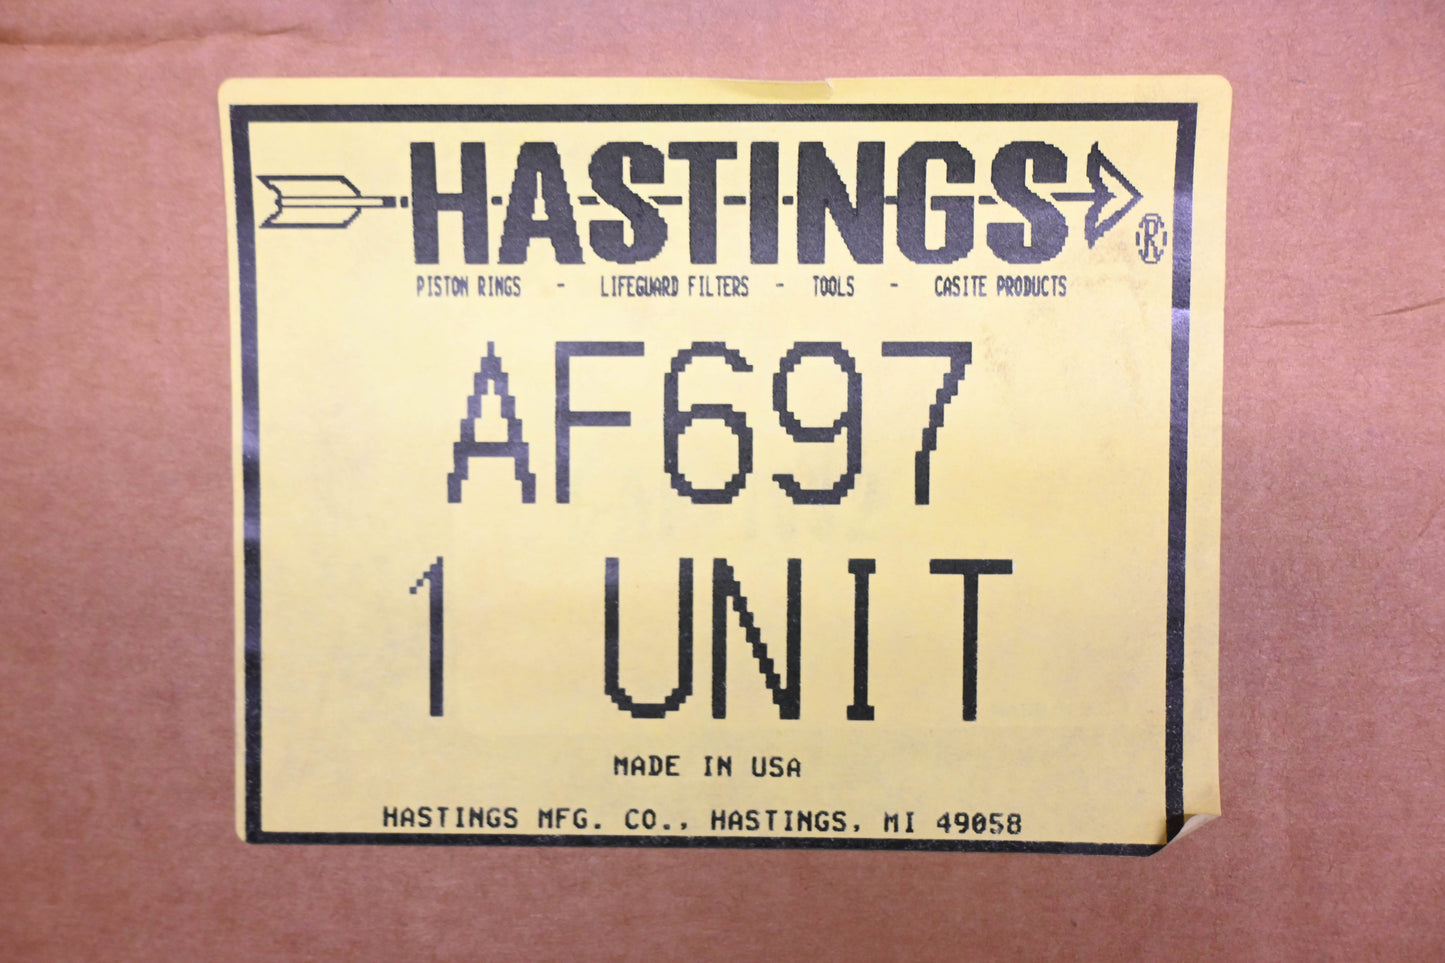 HASTINGS ®
PISTON RINGS - LIFEGUARD FILTERS - TOOLS - CASITE PRODUCTS
AF697
1 UNIT
MADE IN USA
HASTINGS MFG. CO., HASTINGS, MI 49058